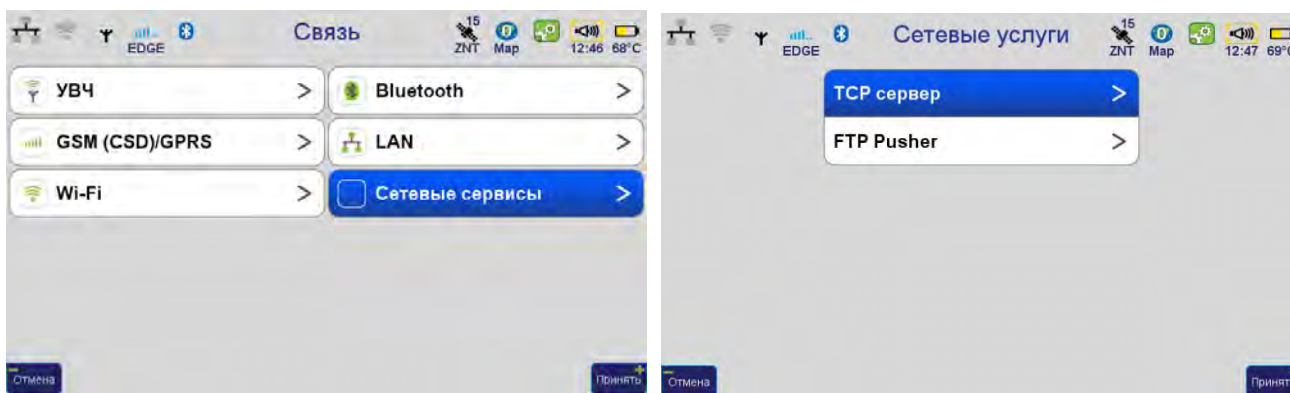 EDGE
Связь
15
ZNT
Map
12:46 68°C
УВЧ >
Bluetooth >
GSM (CSD)/GPRS >
LAN >
Wi-Fi >
Сетевые сервисы >
Отмена
Принять
EDGE
Сетевые услуги
15
ZNT
Map
12:47 69°C
TCP сервер >
FTP Pusher >
Отмена
Принят